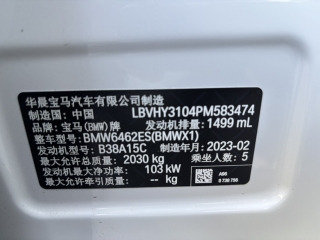 华晨宝马汽车有限公司制造
制造国：中国 LBVHY3104PM583474
品牌：宝马(BMW)牌 发动机排量：1499 mL
整车型号：BMW6462ES(BMWX1)
发动机型号：B38A15C 制造年月：2023-02
最大允许总质量：2030 kg 乘坐人数：5
发动机最大净功率：103 kW
最大允许牵引质量：-- kg